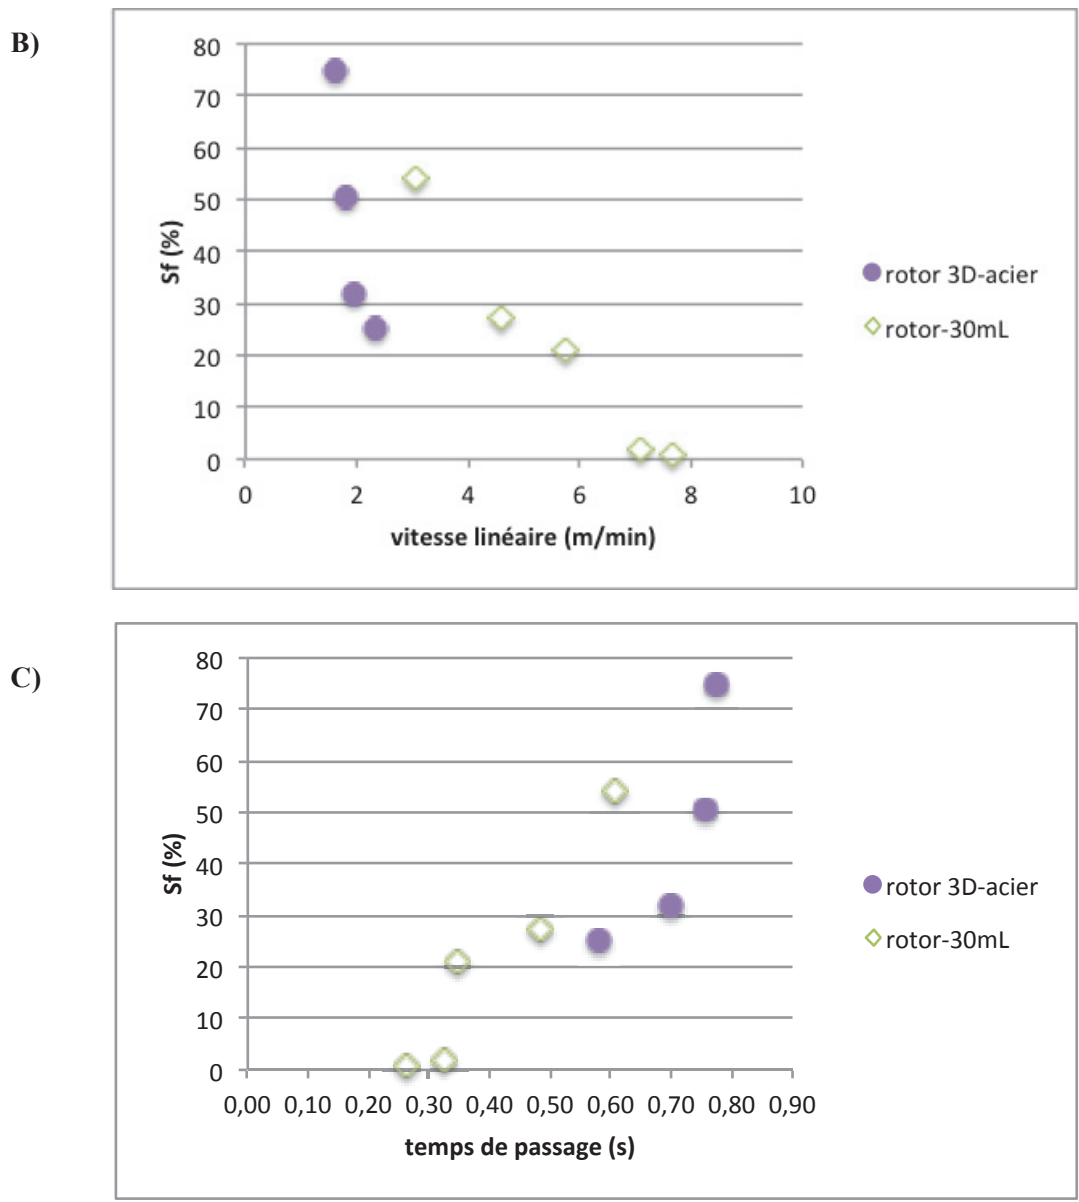 B)
80
70
60
50
40
30
20
10
0
Sf (%)
0 2 4 6 8 10
vitesse linéaire (m/min)
rotor 3D-acier
rotor-30mL
C)
80
70
60
50
40
30
20
10
0
Sf (%)
0,00 0,10 0,20 0,30 0,40 0,50 0,60 0,70 0,80 0,90
temps de passage (s)
rotor 3D-acier
rotor-30mL